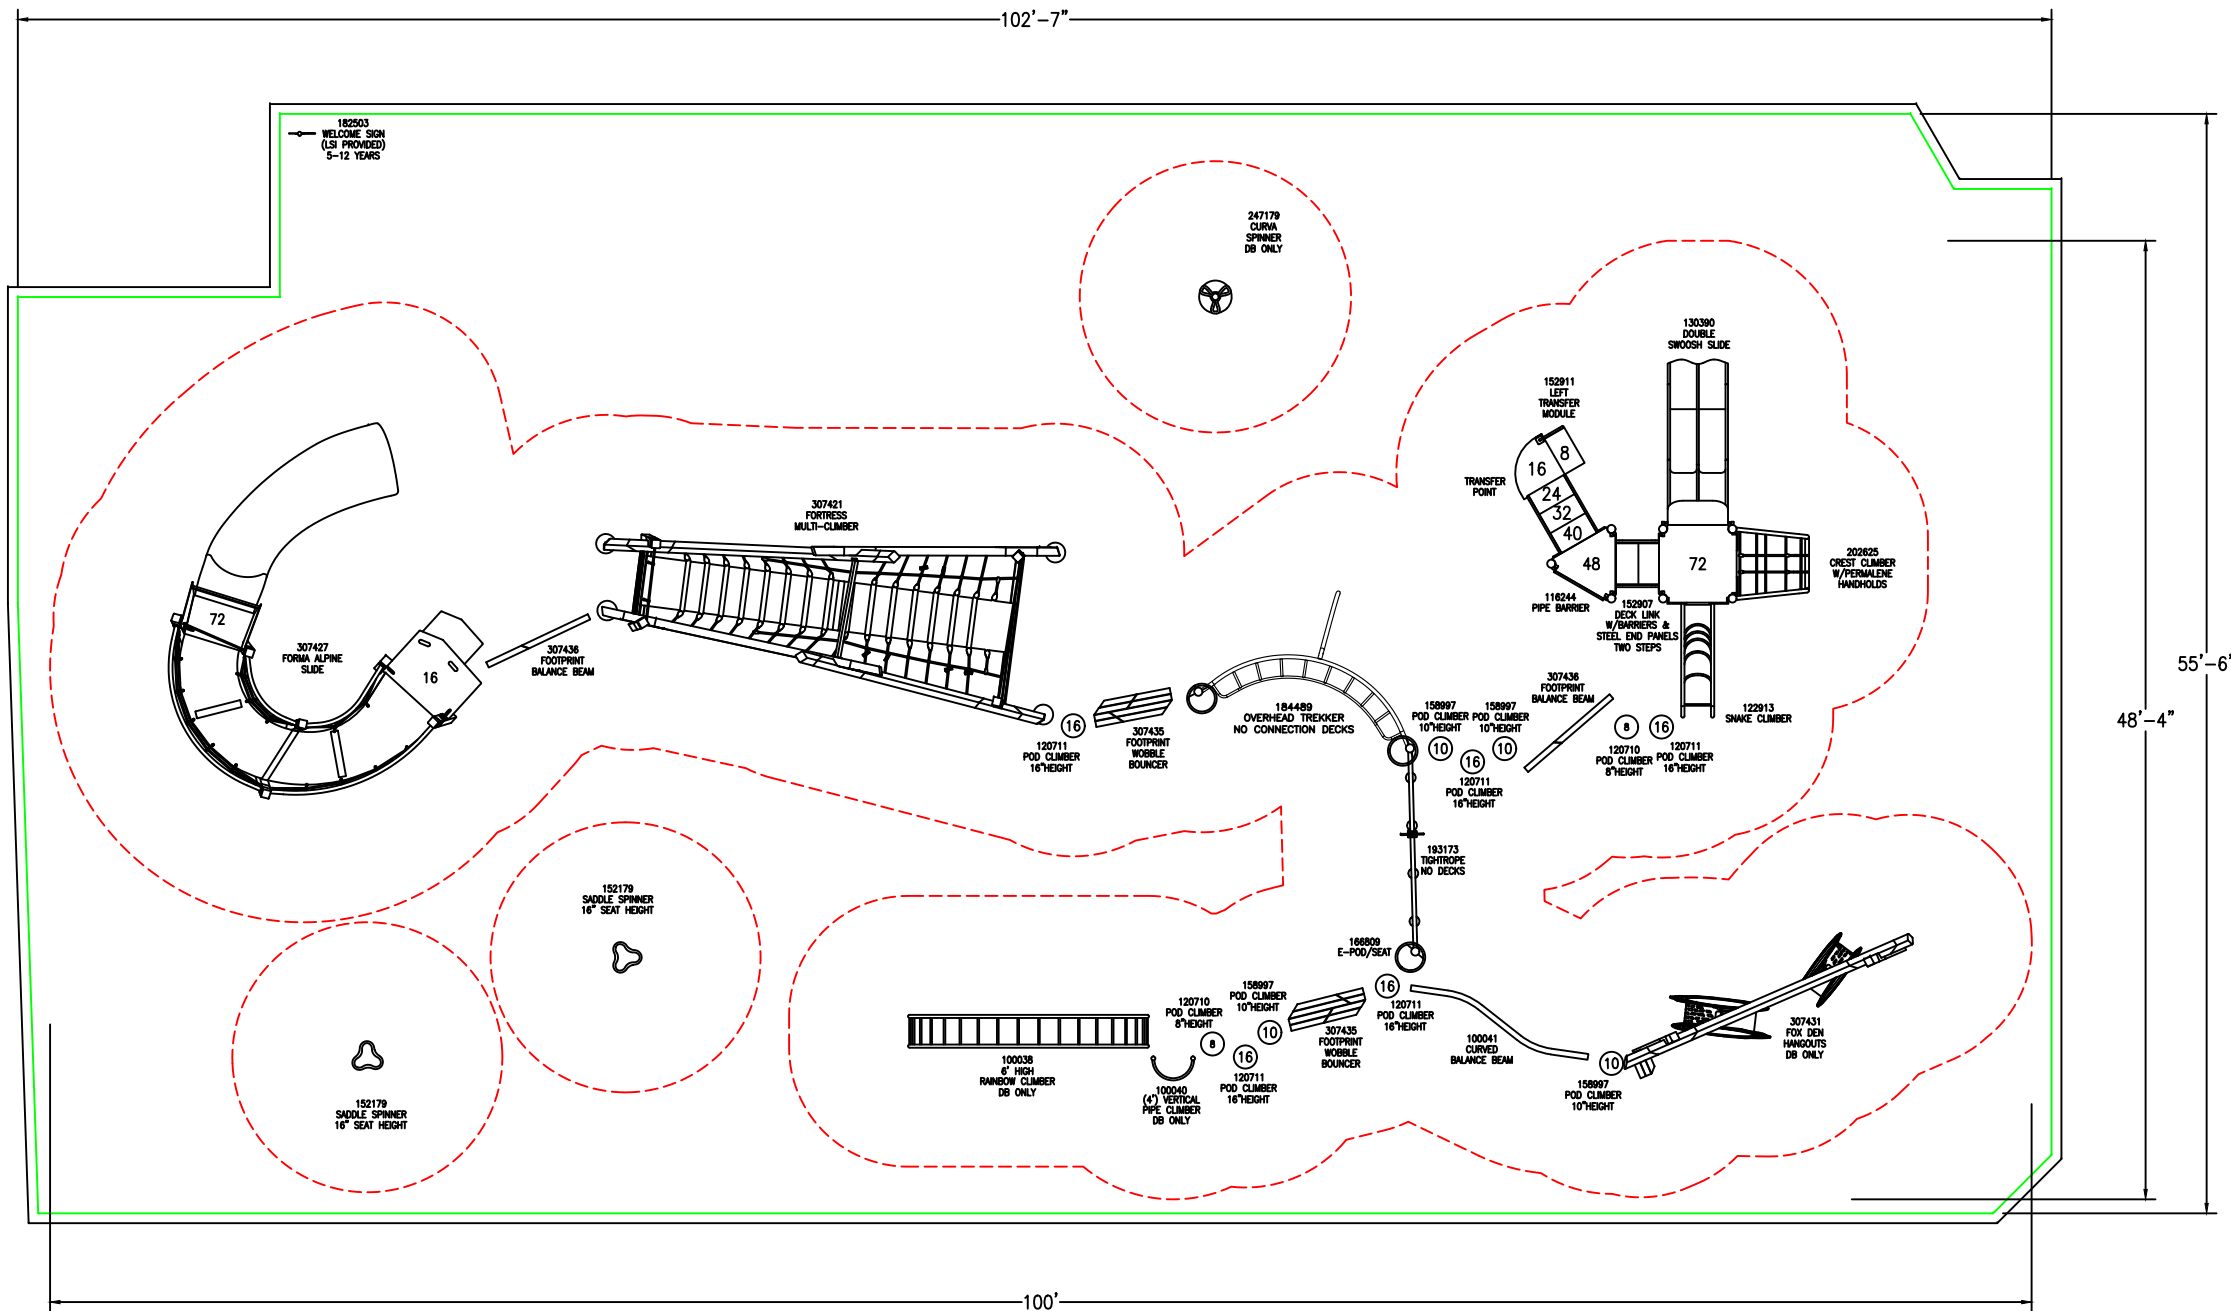 102'-7"
182503
WELCOME SIGN
(LSI PROVIDED)
5-12 YEARS
247179
CURVA
SPINNER
DB ONLY
130390
DOUBLE
SWOOSH SLIDE
152911
LEFT
TRANSFER
MODULE
8
16
24
32
40
48
72
TRANSFER
POINT
116244
PIPE BARRIER
152907
DECK LINK
W/BARRIERS &
STEEL END PANELS
TWO STEPS
202625
CREST CLIMBER
W/PERMALENE
HANDHOLDS
122913
SNAKE CLIMBER
55'-6"
48'-4"
307421
FORTRESS
MULTI-CLIMBER
72
307427
FORMA ALPINE
SLIDE
16
307436
FOOTPRINT
BALANCE BEAM
16
120711
POD CLIMBER
16"HEIGHT
307435
FOOTPRINT
WOBBLE
BOUNCER
184489
OVERHEAD TREKKER
NO CONNECTION DECKS
158997
POD CLIMBER
10"HEIGHT
158997
POD CLIMBER
10"HEIGHT
10
16
10
120711
POD CLIMBER
16"HEIGHT
307436
FOOTPRINT
BALANCE BEAM
8
16
120710
POD CLIMBER
8"HEIGHT
120711
POD CLIMBER
16"HEIGHT
193173
TIGHTROPE
NO DECKS
152179
SADDLE SPINNER
16" SEAT HEIGHT
152179
SADDLE SPINNER
16" SEAT HEIGHT
166809
E-POD/SEAT
100038
6' HIGH
RAINBOW CLIMBER
DB ONLY
100040
(4') VERTICAL
PIPE CLIMBER
DB ONLY
120710
POD CLIMBER
8"HEIGHT
8
16
120711
POD CLIMBER
16"HEIGHT
158997
POD CLIMBER
10"HEIGHT
10
307435
FOOTPRINT
WOBBLE
BOUNCER
16
120711
POD CLIMBER
16"HEIGHT
100041
CURVED
BALANCE BEAM
10
158997
POD CLIMBER
10"HEIGHT
307431
FOX DEN
HANGOUTS
DB ONLY
100'